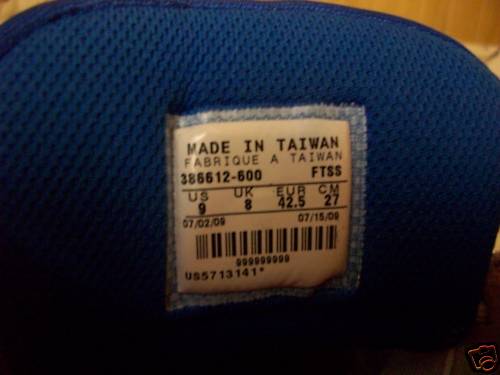 MADE IN TAIWAN
FABRIQUE A TAIWAN
386612-600 FTSS
US UK EUR CM
9 8 42.5 27
07/02/09 07/15/09
999999999
US5713141*